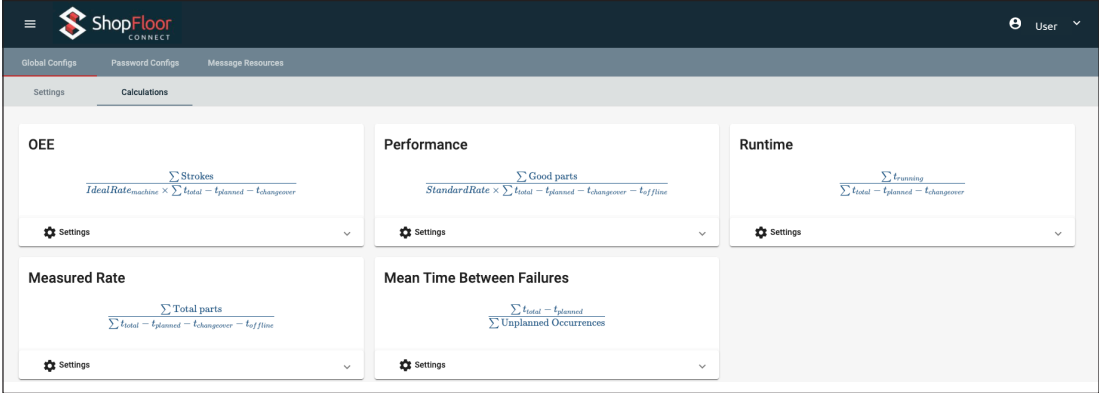 ShopFloor
CONNECT
User
Global Configs Password Configs Message Resources
Settings Calculations
OEE
∑ Strokes
IdealRate_machine × ∑ t_total − t_planned − t_changeover
Settings
Performance
∑ Good parts
StandardRate × ∑ t_total − t_planned − t_changeover − t_offline
Settings
Runtime
∑ t_running
∑ t_total − t_planned − t_changeover
Settings
Measured Rate
∑ Total parts
∑ t_total − t_planned − t_changeover − t_offline
Settings
Mean Time Between Failures
∑ t_total − t_planned
∑ Unplanned Occurrences
Settings